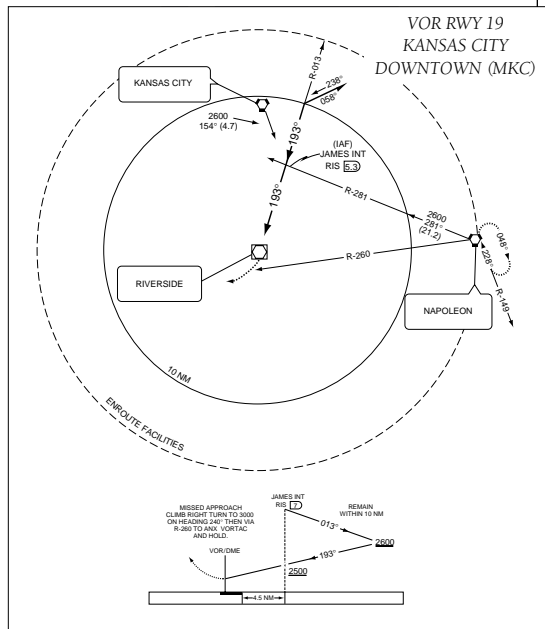 VOR RWY 19
KANSAS CITY
DOWNTOWN (MKC)
R-013
238°
058°
KANSAS CITY
2600
154° (4.7)
193°
(IAF)
JAMES INT
RIS 5.3
193°
R-281
2600
281°
(21.2)
R-260
048°
228°
R-149
RIVERSIDE
NAPOLEON
10 NM
ENROUTE FACILITIES
MISSED APPROACH
CLIMB RIGHT TURN TO 3000
ON HEADING 240° THEN VIA
R-260 TO ANX VORTAC
AND HOLD.
VOR/DME
JAMES INT
RIS 7
REMAIN
WITHIN 10 NM
013°
2600
193°
2500
4.5 NM